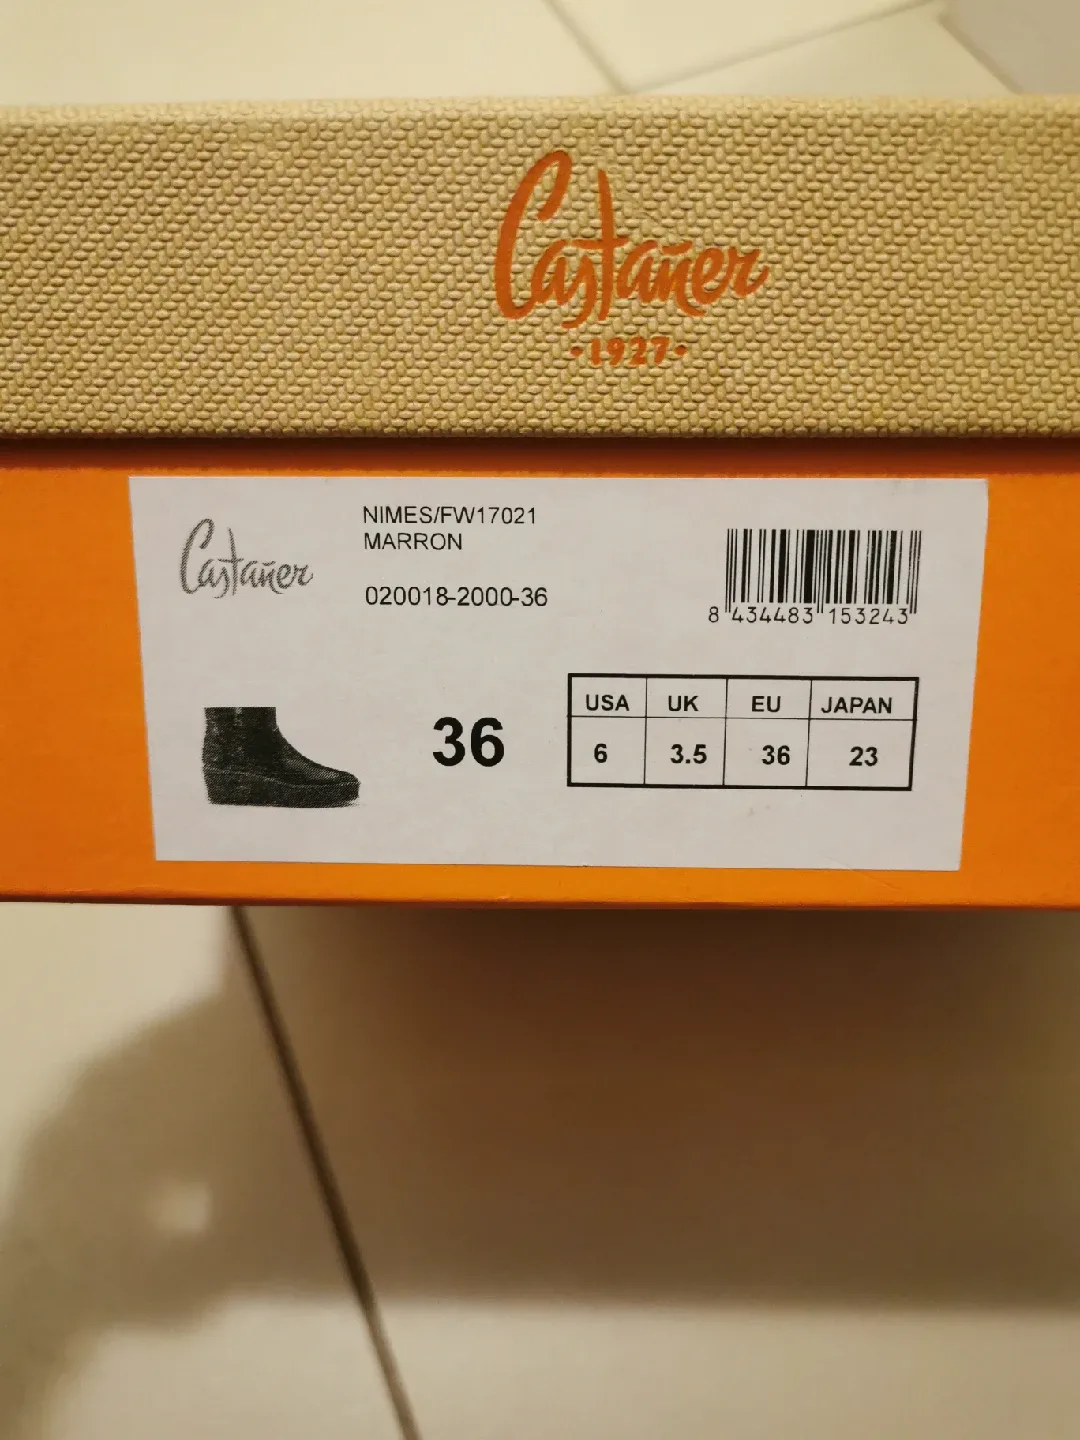 Castañer
·1927·
Castañer
NIMES/FW17021
MARRON
020018-2000-36
8 434483 153243
36
USA UK EU JAPAN
6 3.5 36 23